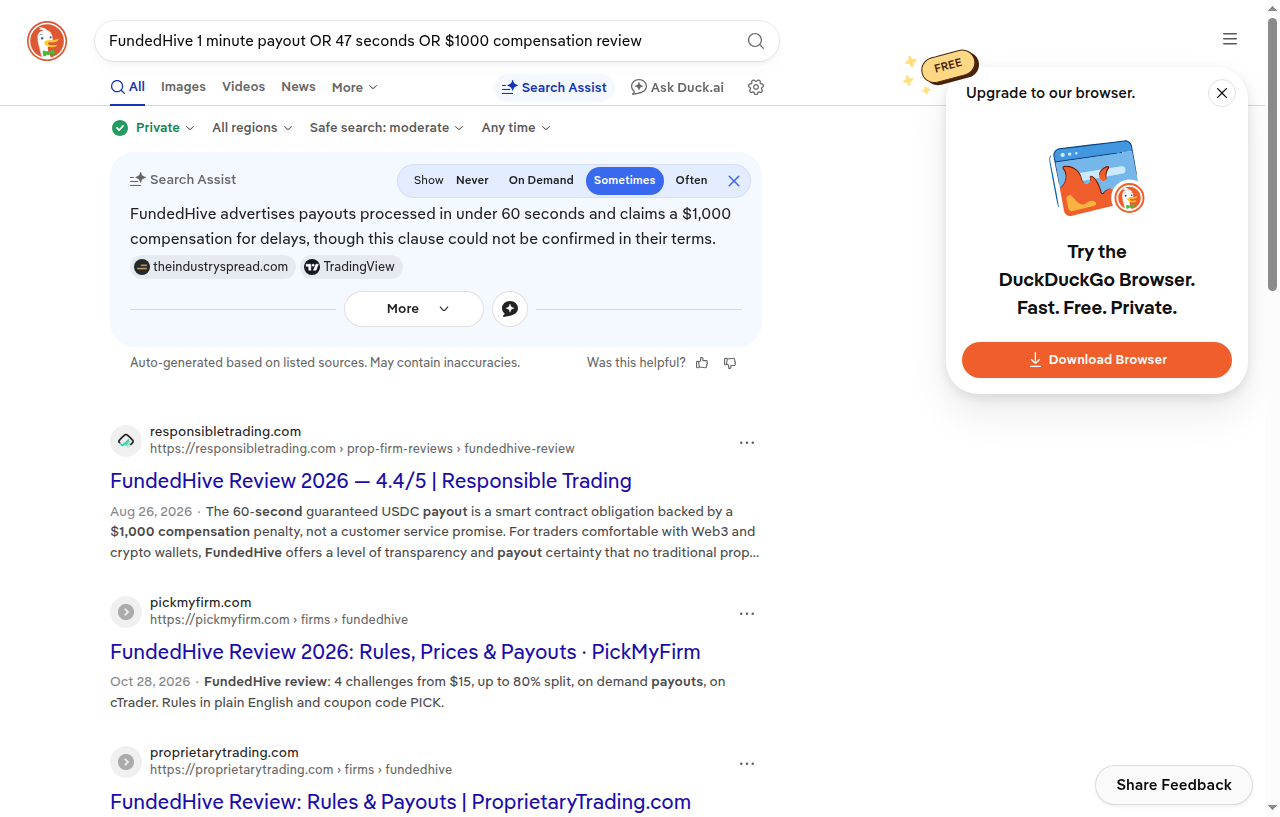 FundedHive 1 minute payout OR 47 seconds OR $1000 compensation review
All
Images
Videos
News
More
Search Assist
Ask Duck.ai
FREE
Upgrade to our browser.
Private
All regions
Safe search: moderate
Any time
Search Assist
Show
Never
On Demand
Sometimes
Often
FundedHive advertises payouts processed in under 60 seconds and claims a $1,000
compensation for delays, though this clause could not be confirmed in their terms.
theindustryspread.com
TradingView
More
Auto-generated based on listed sources. May contain inaccuracies.
Was this helpful?
Try the
DuckDuckGo Browser.
Fast. Free. Private.
Download Browser
responsibletrading.com
https://responsibletrading.com › prop-firm-reviews › fundedhive-review
FundedHive Review 2026 — 4.4/5 | Responsible Trading
Aug 26, 2026 · The 60-second guaranteed USDC payout is a smart contract obligation backed by a
$1,000 compensation penalty, not a customer service promise. For traders comfortable with Web3 and
crypto wallets, FundedHive offers a level of transparency and payout certainty that no traditional prop...
pickmyfirm.com
https://pickmyfirm.com › firms › fundedhive
FundedHive Review 2026: Rules, Prices & Payouts · PickMyFirm
Oct 28, 2026 · FundedHive review: 4 challenges from $15, up to 80% split, on demand payouts, on
cTrader. Rules in plain English and coupon code PICK.
proprietarytrading.com
https://proprietarytrading.com › firms › fundedhive
FundedHive Review: Rules & Payouts | ProprietaryTrading.com
Share Feedback